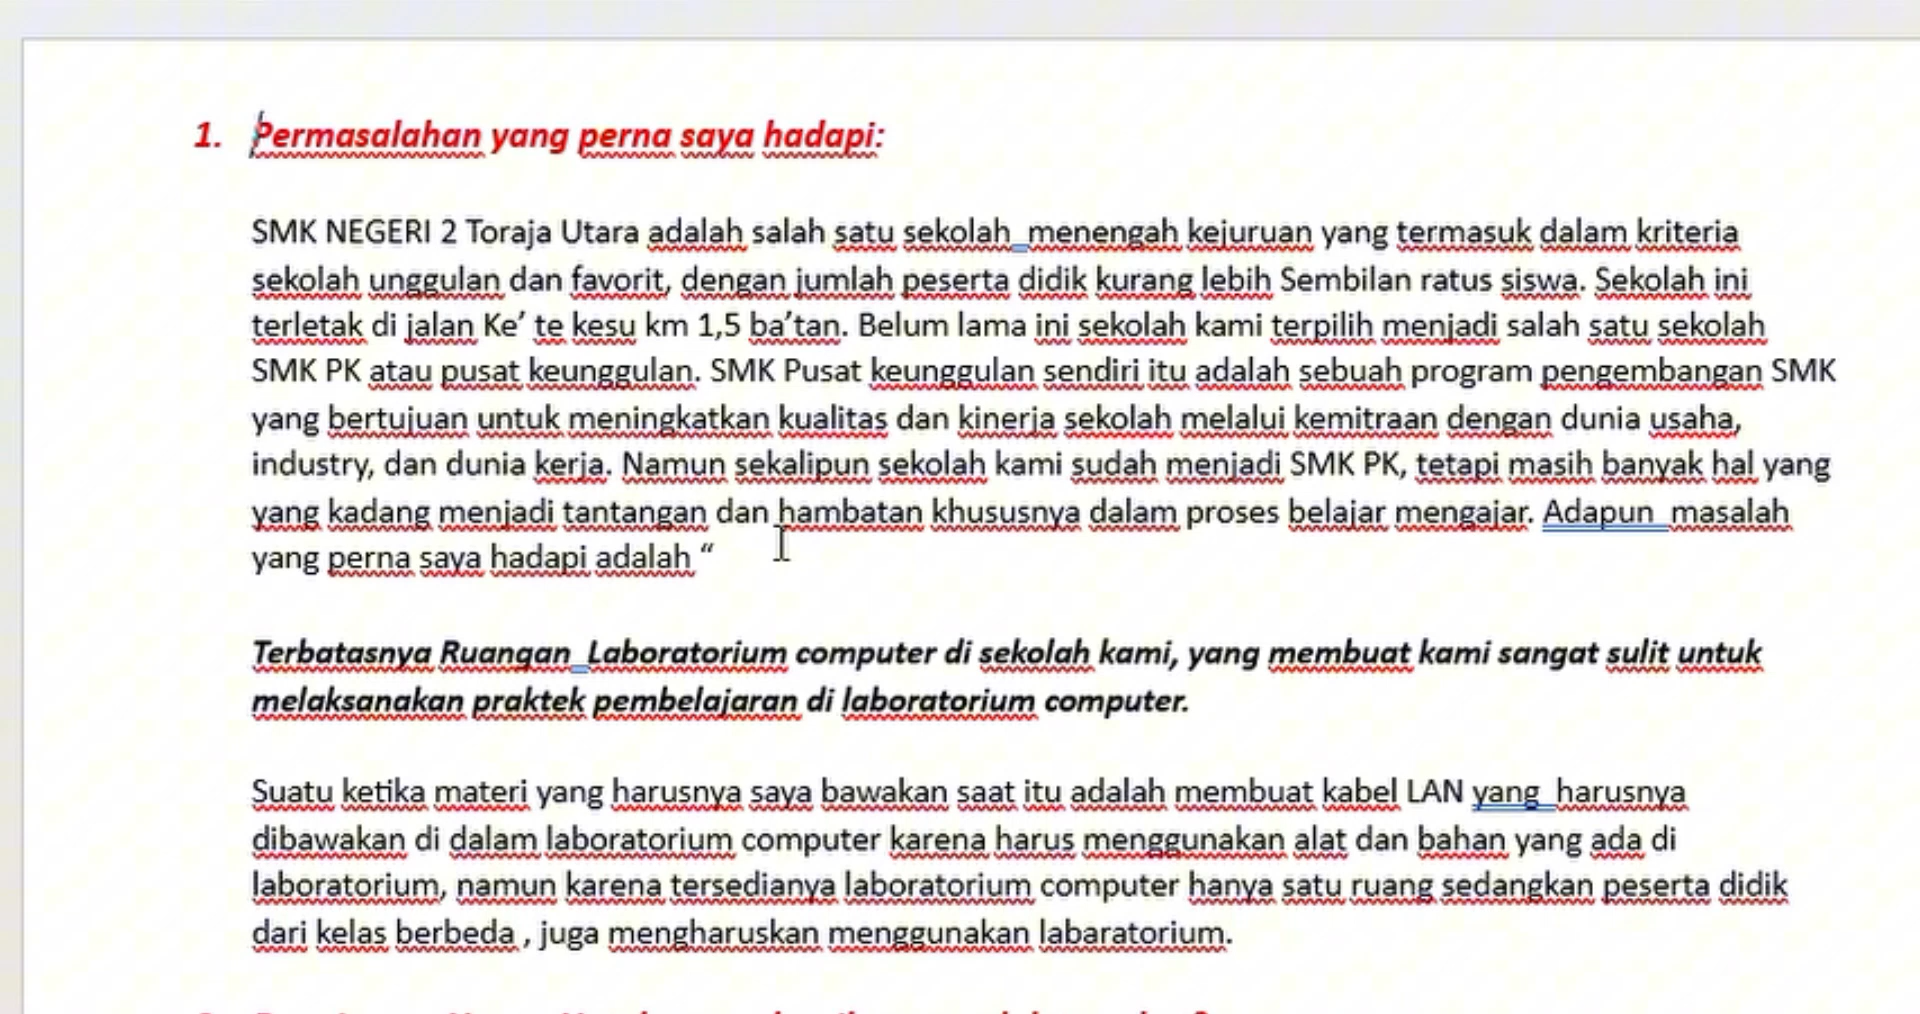 1. Permasalahan yang perna saya hadapi:
SMK NEGERI 2 Toraja Utara adalah salah satu sekolah menengah kejuruan yang termasuk dalam kriteria
sekolah unggulan dan favorit, dengan jumlah peserta didik kurang lebih Sembilan ratus siswa. Sekolah ini
terletak di jalan Ke’ te kesu km 1,5 ba’tan. Belum lama ini sekolah kami terpilih menjadi salah satu sekolah
SMK PK atau pusat keunggulan. SMK Pusat keunggulan sendiri itu adalah sebuah program pengembangan SMK
yang bertujuan untuk meningkatkan kualitas dan kinerja sekolah melalui kemitraan dengan dunia usaha,
industry, dan dunia kerja. Namun sekalipun sekolah kami sudah menjadi SMK PK, tetapi masih banyak hal yang
yang kadang menjadi tantangan dan hambatan khususnya dalam proses belajar mengajar. Adapun masalah
yang perna saya hadapi adalah “
Terbatasnya Ruangan Laboratorium computer di sekolah kami, yang membuat kami sangat sulit untuk
melaksanakan praktek pembelajaran di laboratorium computer.
Suatu ketika materi yang harusnya saya bawakan saat itu adalah membuat kabel LAN yang harusnya
dibawakan di dalam laboratorium computer karena harus menggunakan alat dan bahan yang ada di
laboratorium, namun karena tersedianya laboratorium computer hanya satu ruang sedangkan peserta didik
dari kelas berbeda , juga mengharuskan menggunakan labaratorium.